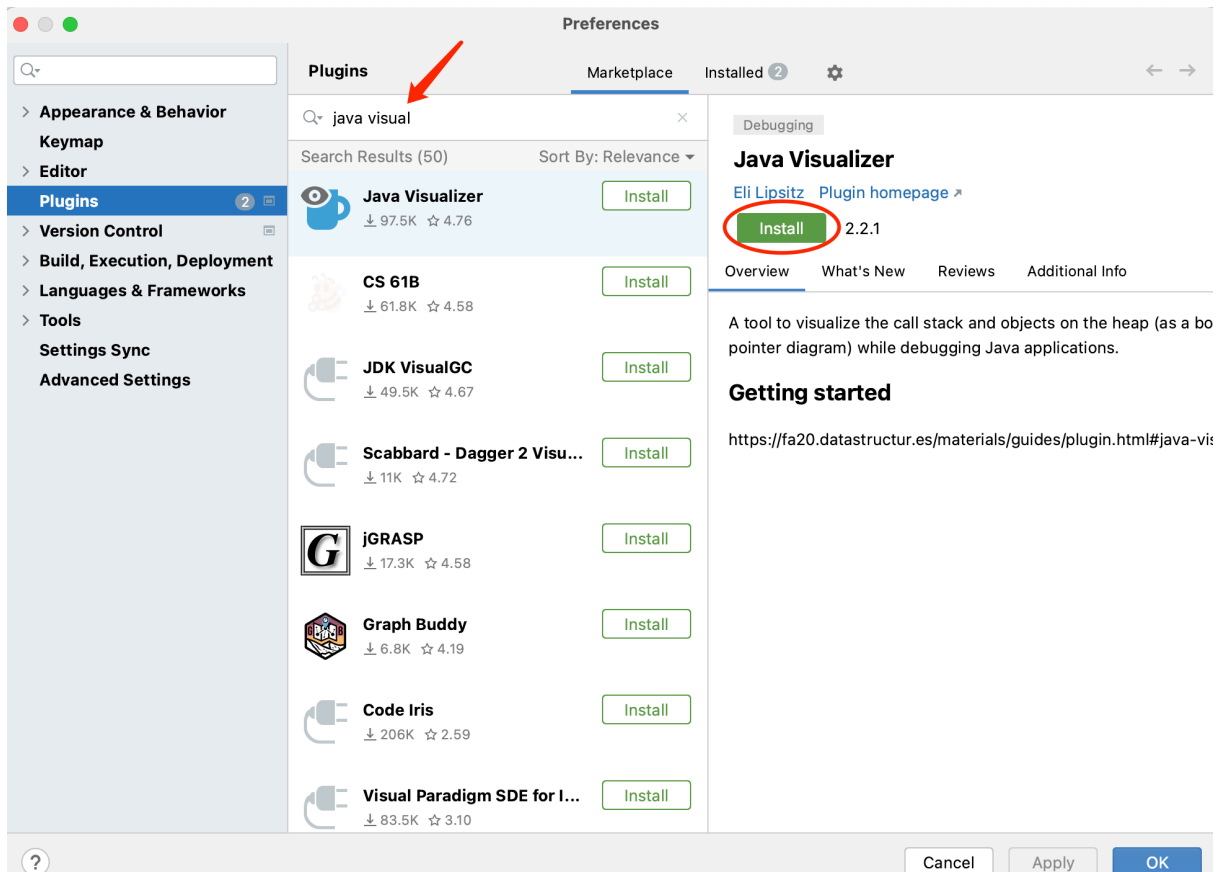 Preferences
Plugins
Marketplace
Installed 2
Appearance & Behavior
Keymap
Editor
Plugins 2
Version Control
Build, Execution, Deployment
Languages & Frameworks
Tools
Settings Sync
Advanced Settings
java visual
Search Results (50) Sort By: Relevance
Java Visualizer Install
97.5K 4.76
CS 61B Install
61.8K 4.58
JDK VisualGC Install
49.5K 4.67
Scabbard - Dagger 2 Visu... Install
11K 4.72
G
jGRASP Install
17.3K 4.58
G B
Graph Buddy Install
6.8K 4.19
Code Iris Install
206K 2.59
Visual Paradigm SDE for I... Install
83.5K 3.10
Debugging
Java Visualizer
Eli Lipsitz Plugin homepage
Install 2.2.1
Overview What's New Reviews Additional Info
A tool to visualize the call stack and objects on the heap (as a bo
pointer diagram) while debugging Java applications.
Getting started
https://fa20.datastructur.es/materials/guides/plugin.html#java-vis
?
Cancel Apply OK